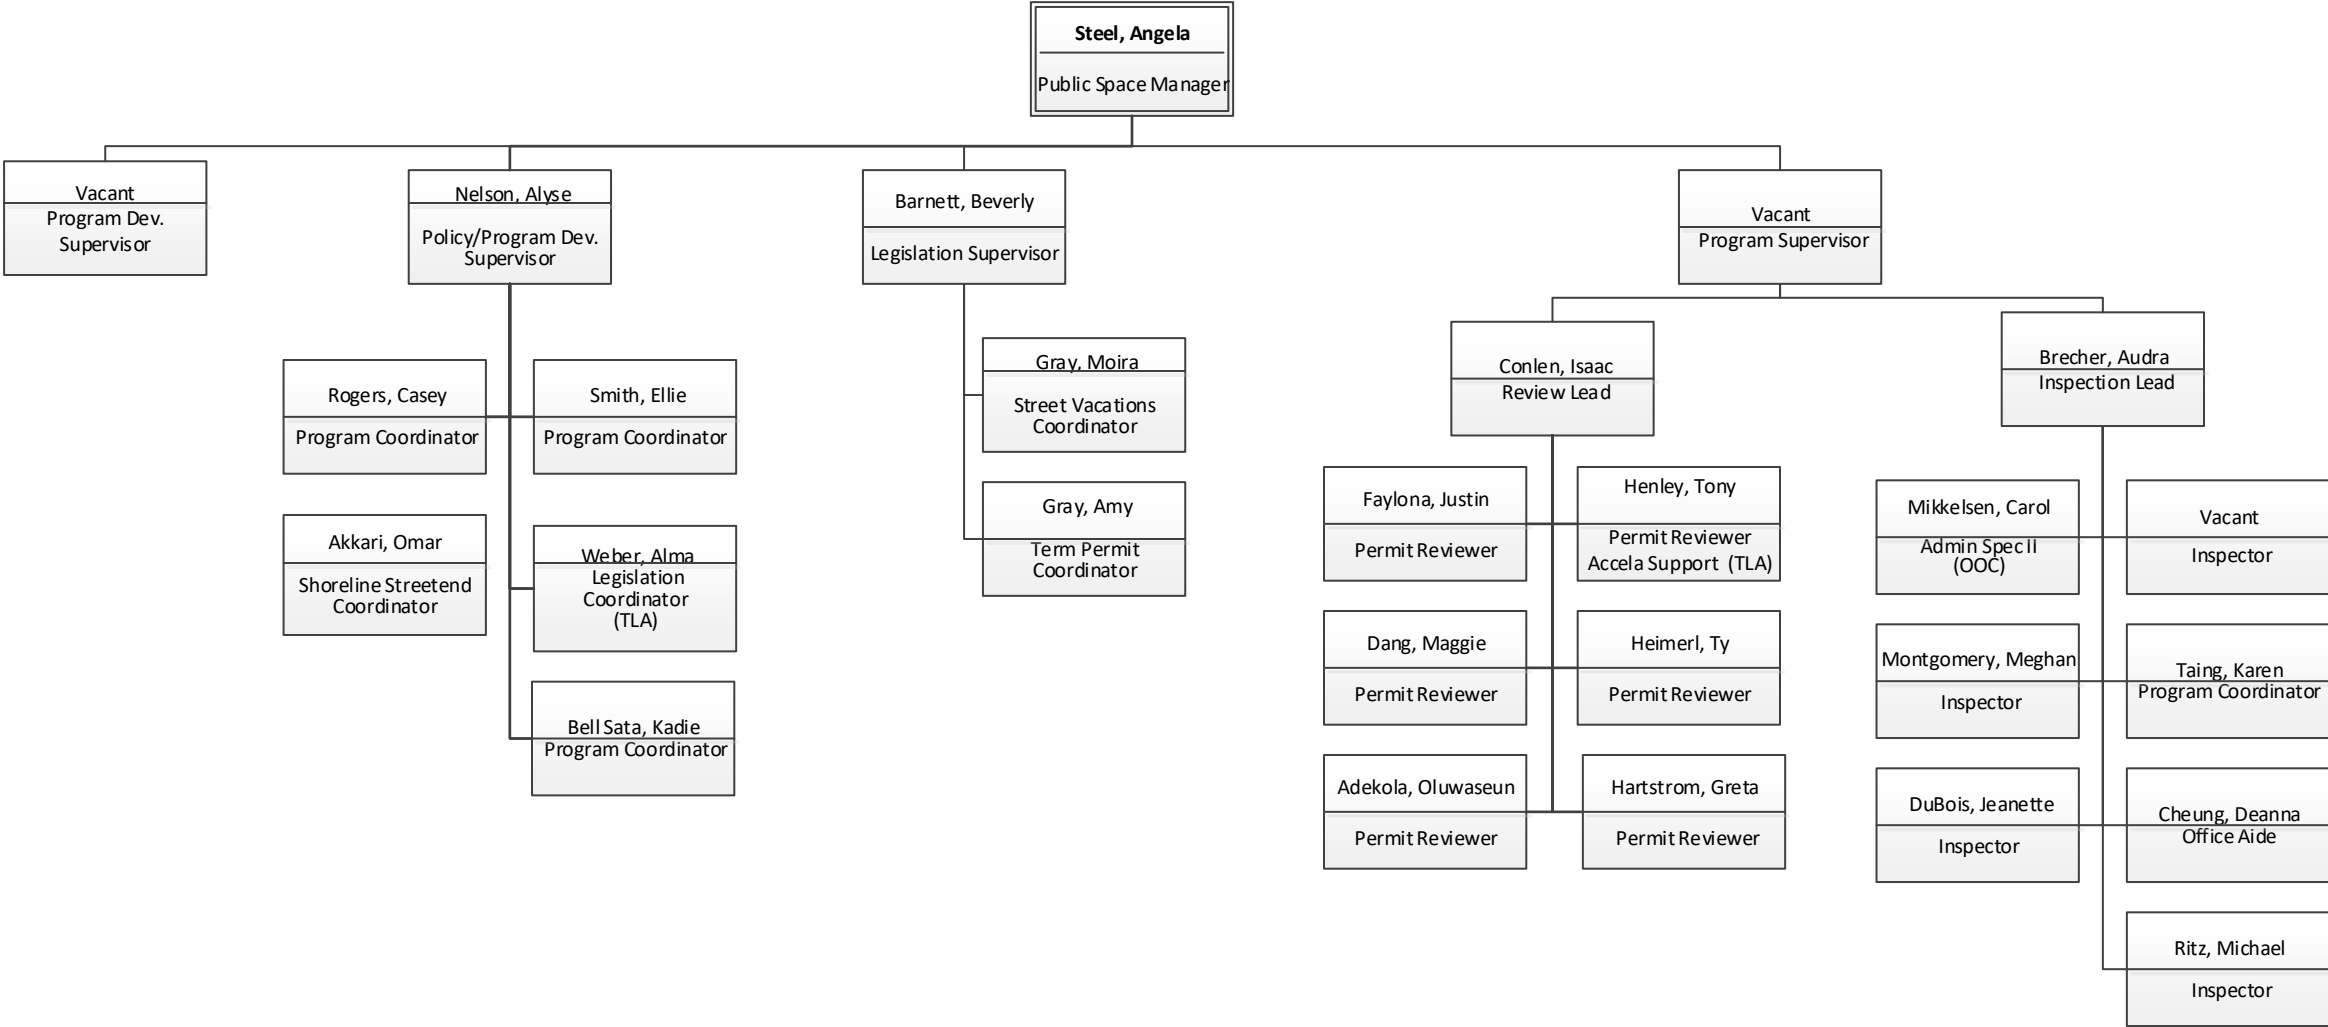 Steel, Angela
Public Space Manager
Vacant
Program Dev.
Supervisor
Nelson, Alyse
Policy/Program Dev.
Supervisor
Barnett, Beverly
Legislation Supervisor
Vacant
Program Supervisor
Rogers, Casey
Program Coordinator
Smith, Ellie
Program Coordinator
Akkari, Omar
Shoreline Streetend
Coordinator
Weber, Alma
Legislation
Coordinator
(TLA)
Bell Sata, Kadie
Program Coordinator
Gray, Moira
Street Vacations
Coordinator
Gray, Amy
Term Permit
Coordinator
Conlen, Isaac
Review Lead
Brecher, Audra
Inspection Lead
Faylona, Justin
Permit Reviewer
Henley, Tony
Permit Reviewer
Accela Support (TLA)
Dang, Maggie
Permit Reviewer
Heimerl, Ty
Permit Reviewer
Adekola, Oluwaseun
Permit Reviewer
Hartstrom, Greta
Permit Reviewer
Mikkelsen, Carol
Admin Spec II
(OOC)
Vacant
Inspector
Montgomery, Meghan
Inspector
Taing, Karen
Program Coordinator
DuBois, Jeanette
Inspector
Cheung, Deanna
Office Aide
Ritz, Michael
Inspector